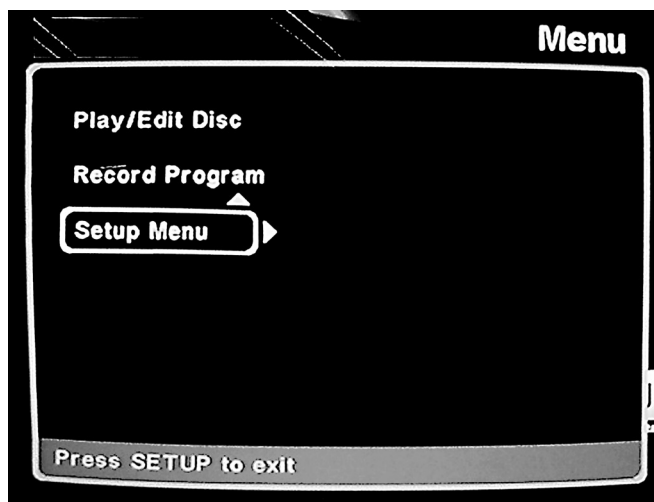 Menu
Play/Edit Disc
Record Program
Setup Menu
Press SETUP to exit